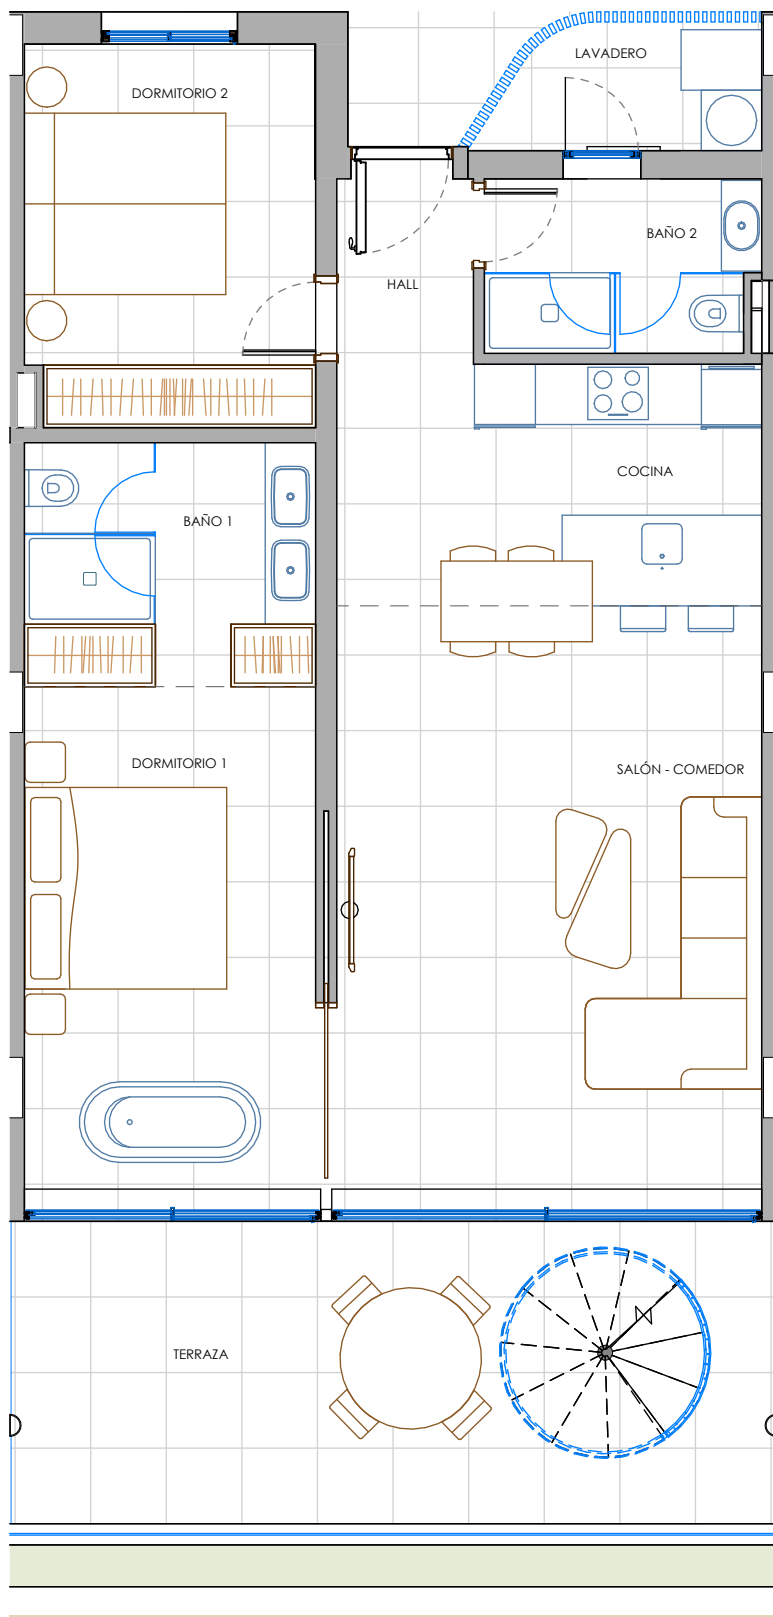 LAVADERO
DORMITORIO 2
BAÑO 2
HALL
COCINA
BAÑO 1
DORMITORIO 1
SALÓN - COMEDOR
TERRAZA